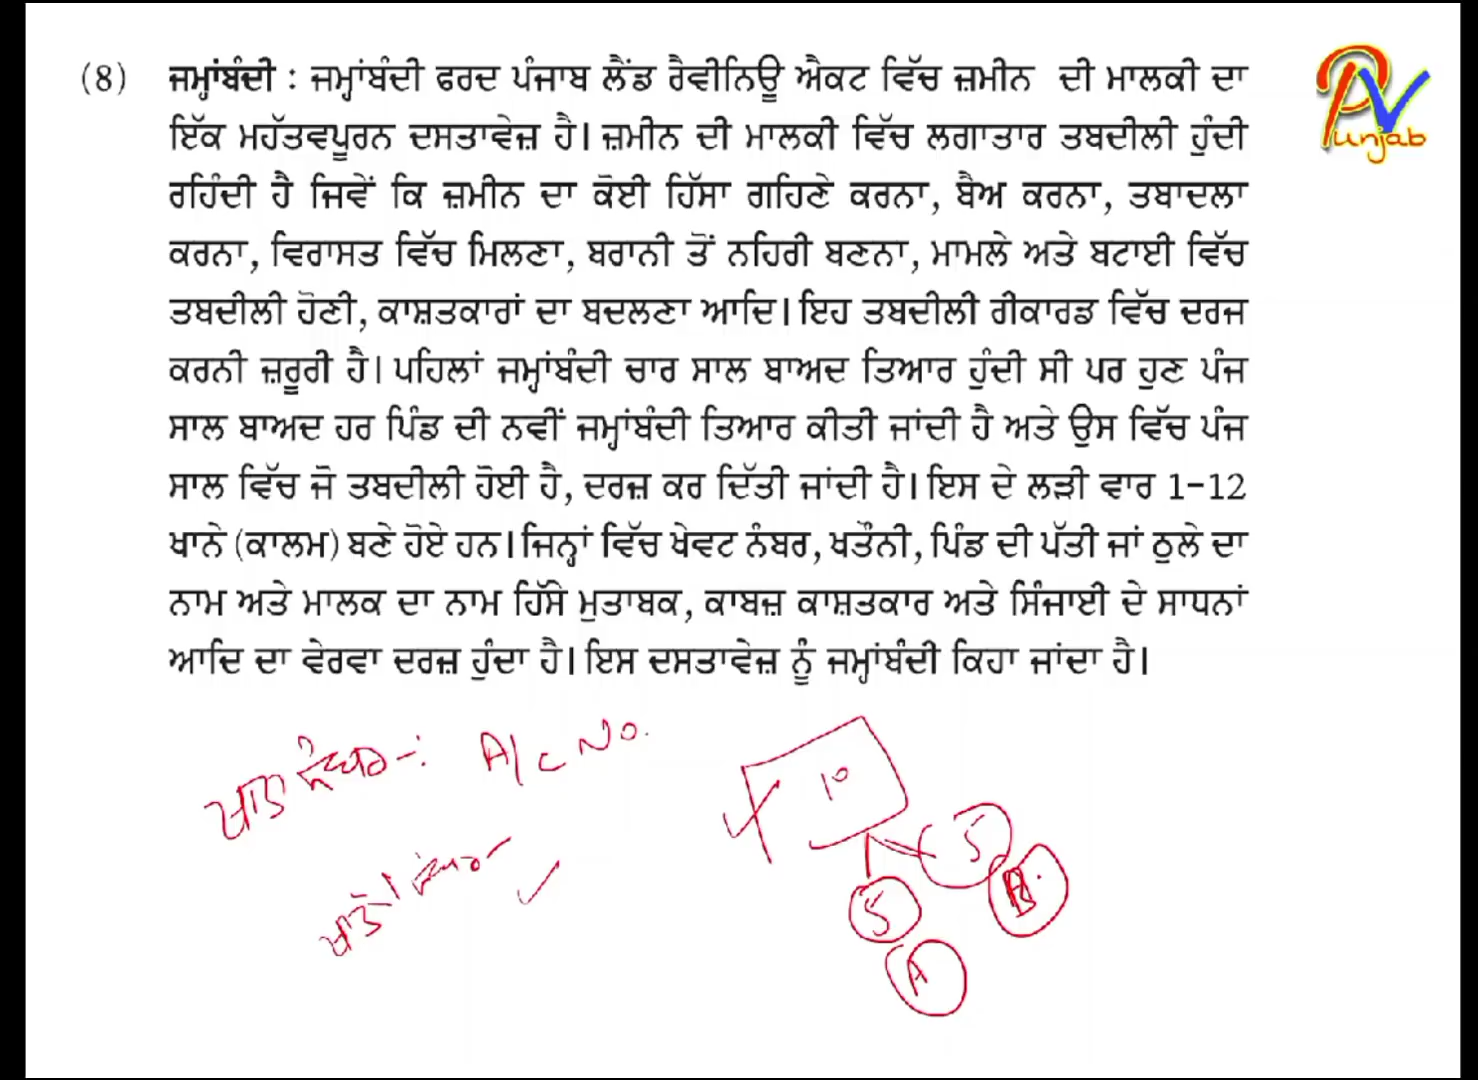 (8) ਜਮ੍ਹਾਂਬੰਦੀ : ਜਮ੍ਹਾਂਬੰਦੀ ਫਰਦ ਪੰਜਾਬ ਲੈਂਡ ਰੈਵੀਨਿਊ ਐਕਟ ਵਿੱਚ ਜ਼ਮੀਨ ਦੀ ਮਾਲਕੀ ਦਾ
ਇੱਕ ਮਹੱਤਵਪੂਰਨ ਦਸਤਾਵੇਜ਼ ਹੈ। ਜ਼ਮੀਨ ਦੀ ਮਾਲਕੀ ਵਿੱਚ ਲਗਾਤਾਰ ਤਬਦੀਲੀ ਹੁੰਦੀ
ਰਹਿੰਦੀ ਹੈ ਜਿਵੇਂ ਕਿ ਜ਼ਮੀਨ ਦਾ ਕੋਈ ਹਿੱਸਾ ਗਹਿਣੇ ਕਰਨਾ, ਬੈਅ ਕਰਨਾ, ਤਬਾਦਲਾ
ਕਰਨਾ, ਵਿਰਾਸਤ ਵਿੱਚ ਮਿਲਣਾ, ਬਰਾਨੀ ਤੋਂ ਨਹਿਰੀ ਬਣਨਾ, ਮਾਮਲੇ ਅਤੇ ਬਟਾਈ ਵਿੱਚ
ਤਬਦੀਲੀ ਹੋਣੀ, ਕਾਸ਼ਤਕਾਰਾਂ ਦਾ ਬਦਲਣਾ ਆਦਿ। ਇਹ ਤਬਦੀਲੀ ਰੀਕਾਰਡ ਵਿੱਚ ਦਰਜ
ਕਰਨੀ ਜ਼ਰੂਰੀ ਹੈ। ਪਹਿਲਾਂ ਜਮ੍ਹਾਂਬੰਦੀ ਚਾਰ ਸਾਲ ਬਾਅਦ ਤਿਆਰ ਹੁੰਦੀ ਸੀ ਪਰ ਹੁਣ ਪੰਜ
ਸਾਲ ਬਾਅਦ ਹਰ ਪਿੰਡ ਦੀ ਨਵੀਂ ਜਮ੍ਹਾਂਬੰਦੀ ਤਿਆਰ ਕੀਤੀ ਜਾਂਦੀ ਹੈ ਅਤੇ ਉਸ ਵਿੱਚ ਪੰਜ
ਸਾਲ ਵਿੱਚ ਜੋ ਤਬਦੀਲੀ ਹੋਈ ਹੈ, ਦਰਜ਼ ਕਰ ਦਿੱਤੀ ਜਾਂਦੀ ਹੈ। ਇਸ ਦੇ ਲੜੀ ਵਾਰ 1-12
ਖਾਨੇ (ਕਾਲਮ) ਬਣੇ ਹੋਏ ਹਨ। ਜਿਨ੍ਹਾਂ ਵਿੱਚ ਖੇਵਟ ਨੰਬਰ, ਖਤੌਨੀ, ਪਿੰਡ ਦੀ ਪੱਤੀ ਜਾਂ ਠੁਲੇ ਦਾ
ਨਾਮ ਅਤੇ ਮਾਲਕ ਦਾ ਨਾਮ ਹਿੱਸੇ ਮੁਤਾਬਕ, ਕਾਬਜ਼ ਕਾਸ਼ਤਕਾਰ ਅਤੇ ਸਿੰਜਾਈ ਦੇ ਸਾਧਨਾਂ
ਆਦਿ ਦਾ ਵੇਰਵਾ ਦਰਜ਼ ਹੁੰਦਾ ਹੈ। ਇਸ ਦਸਤਾਵੇਜ਼ ਨੂੰ ਜਮ੍ਹਾਂਬੰਦੀ ਕਿਹਾ ਜਾਂਦਾ ਹੈ।
PV Punjab
A/c No.
10
5
5
B
A